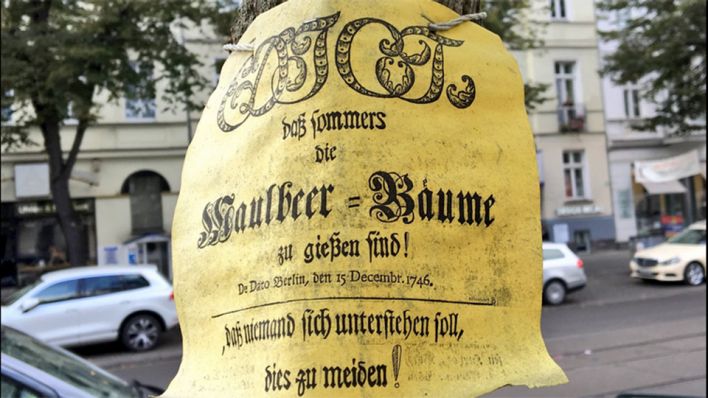 EDICT.
daß sommers
die
Maulbeer = Bäume
zu gießen sind!
De Dato Berlin, den 15 Decembr. 1746.
‚daß niemand sich unterstehen soll,
dies zu meiden!